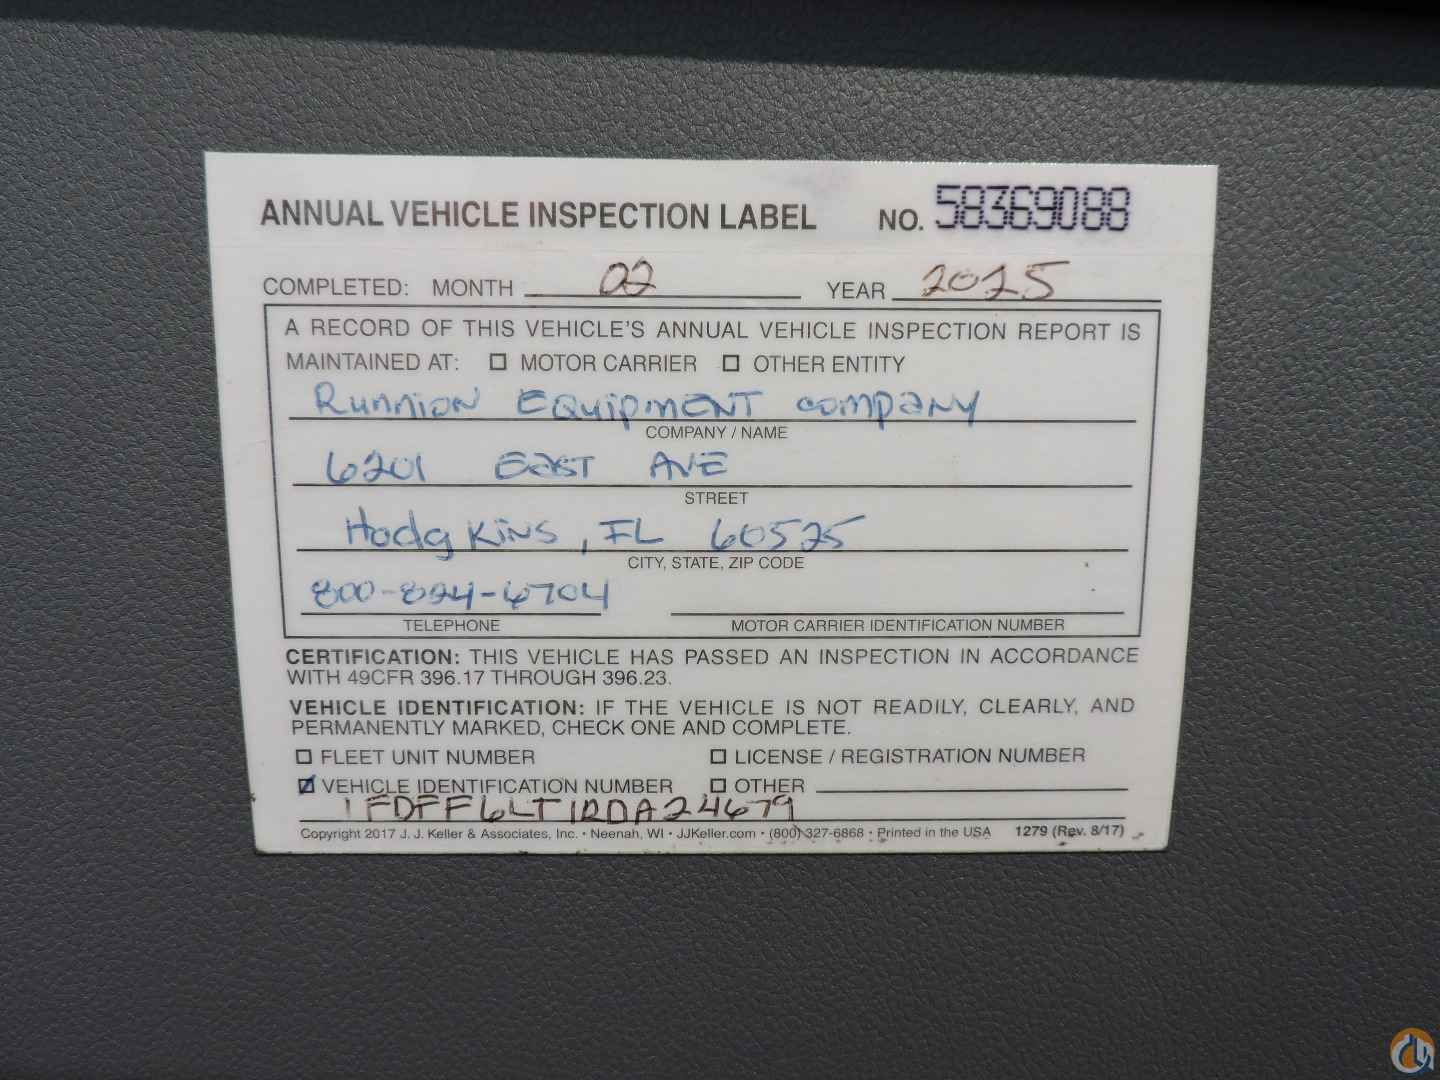 ANNUAL VEHICLE INSPECTION LABEL NO. 58369088
COMPLETED: MONTH 02 YEAR 2025
A RECORD OF THIS VEHICLE'S ANNUAL VEHICLE INSPECTION REPORT IS
MAINTAINED AT: ☐ MOTOR CARRIER ☐ OTHER ENTITY
Runnion Equipment Company
COMPANY / NAME
6201 East Ave
STREET
Hodgkins, IL 60525
CITY, STATE, ZIP CODE
800-824-6704
TELEPHONE MOTOR CARRIER IDENTIFICATION NUMBER
CERTIFICATION: THIS VEHICLE HAS PASSED AN INSPECTION IN ACCORDANCE
WITH 49CFR 396.17 THROUGH 396.23.
VEHICLE IDENTIFICATION: IF THE VEHICLE IS NOT READILY, CLEARLY, AND
PERMANENTLY MARKED, CHECK ONE AND COMPLETE.
☐ FLEET UNIT NUMBER ☐ LICENSE / REGISTRATION NUMBER
☑ VEHICLE IDENTIFICATION NUMBER ☐ OTHER
1FDFF6LT1RDA24679
Copyright 2017 J. J. Keller & Associates, Inc. • Neenah, WI • JJKeller.com • (800) 327-6868 • Printed in the USA 1279 (Rev. 8/17)